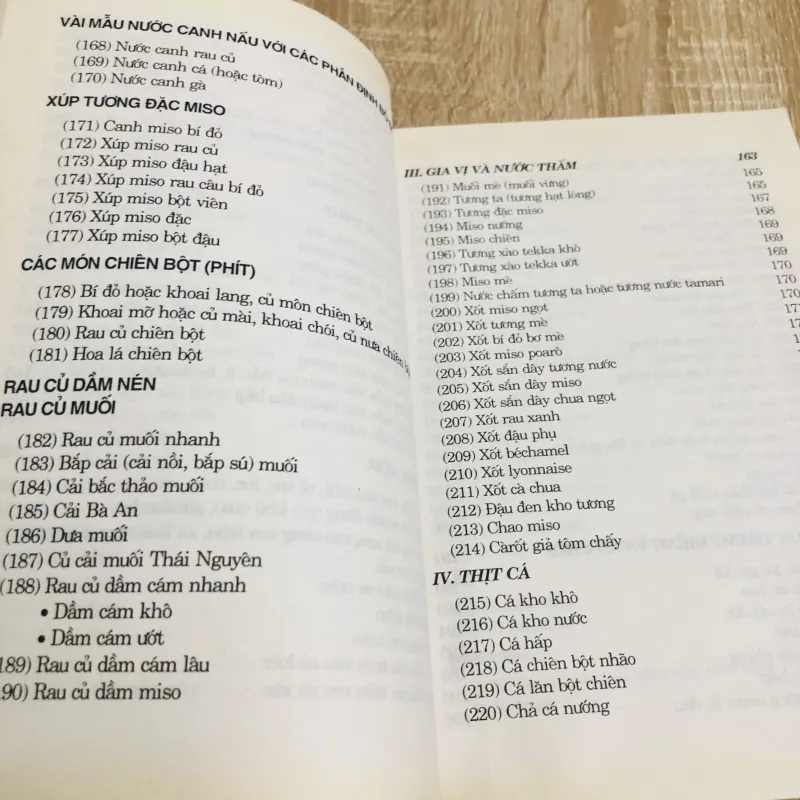 VÀI MẪU NƯỚC CANH NẤU VỚI CÁC PHÂN ĐỊNH
(168) Nước canh rau củ
(169) Nước canh cá (hoặc tôm)
(170) Nước canh gà
XÚP TƯƠNG ĐẶC MISO
(171) Canh miso bí đỏ
(172) Xúp miso rau củ
(173) Xúp miso đậu hạt
(174) Xúp miso rau câu bí đỏ
(175) Xúp miso bột viên
(176) Xúp miso đặc
(177) Xúp miso bột đậu
CÁC MÓN CHIÊN BỘT (PHÍT)
(178) Bí đỏ hoặc khoai lang, củ môn chiên bột
(179) Khoai mỡ hoặc củ mài, khoai chói, củ nưa chiên
(180) Rau củ chiên bột
(181) Hoa lá chiên bột
RAU CỦ DẦM NÉN
RAU CỦ MUỐI
(182) Rau củ muối nhanh
(183) Bắp cải (cải nồi, bắp sú) muối
(184) Cải bắc thảo muối
(185) Cải Bà An
(186) Dưa muối
(187) Củ cải muối Thái Nguyên
(188) Rau củ dầm cám nhanh
• Dầm cám khô
• Dầm cám ướt
189) Rau củ dầm cám lâu
90) Rau củ dầm miso
III. GIA VỊ VÀ NƯỚC THẤM 163
(191) Muối mè (muối vừng) 165
(192) Tương ta (tương hạt lỏng) 165
(193) Tương đặc miso 167
(194) Miso nướng 168
(195) Miso chiên 169
(196) Tương xào tekka khô 169
(197) Tương xào tekka ướt 169
(198) Miso mè 170
(199) Nước chấm tương ta hoặc tương nước tamari 170
(200) Xốt miso ngọt 170
(201) Xốt tương mè
(202) Xốt bí đỏ bơ mè
(203) Xốt miso poarô
(204) Xốt sắn dây tương nước
(205) Xốt sắn dây miso
(206) Xốt sắn dây chua ngọt
(207) Xốt rau xanh
(208) Xốt đậu phụ
(209) Xốt béchamel
(210) Xốt lyonnaise
(211) Xốt cà chua
(212) Đậu đen kho tương
(213) Chao miso
(214) Càrốt giả tôm chấy
IV. THỊT CÁ
(215) Cá kho khô
(216) Cá kho nước
(217) Cá hấp
(218) Cá chiên bột nhão
(219) Cá lăn bột chiên
(220) Chả cá nướng